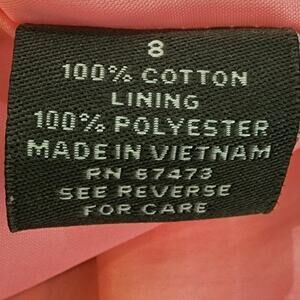 8
100% COTTON
LINING
100% POLYESTER
MADE IN VIETNAM
RN 67473
SEE REVERSE
FOR CARE